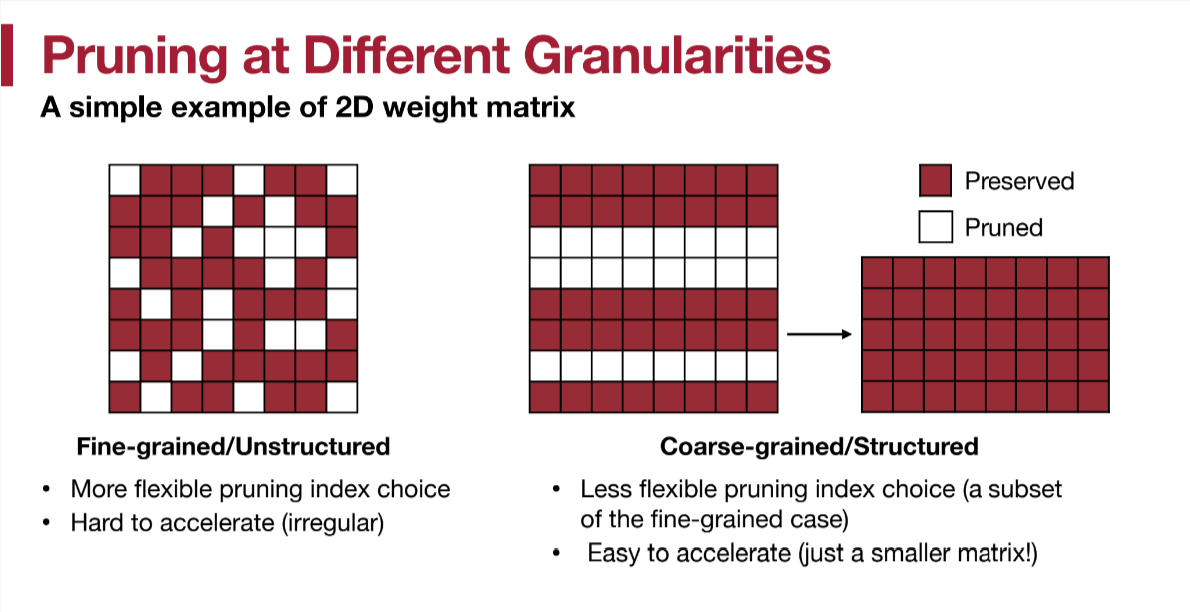 Pruning at Different Granularities
A simple example of 2D weight matrix
Preserved
Pruned
Fine-grained/Unstructured
• More flexible pruning index choice
• Hard to accelerate (irregular)
Coarse-grained/Structured
• Less flexible pruning index choice (a subset
of the fine-grained case)
• Easy to accelerate (just a smaller matrix!)